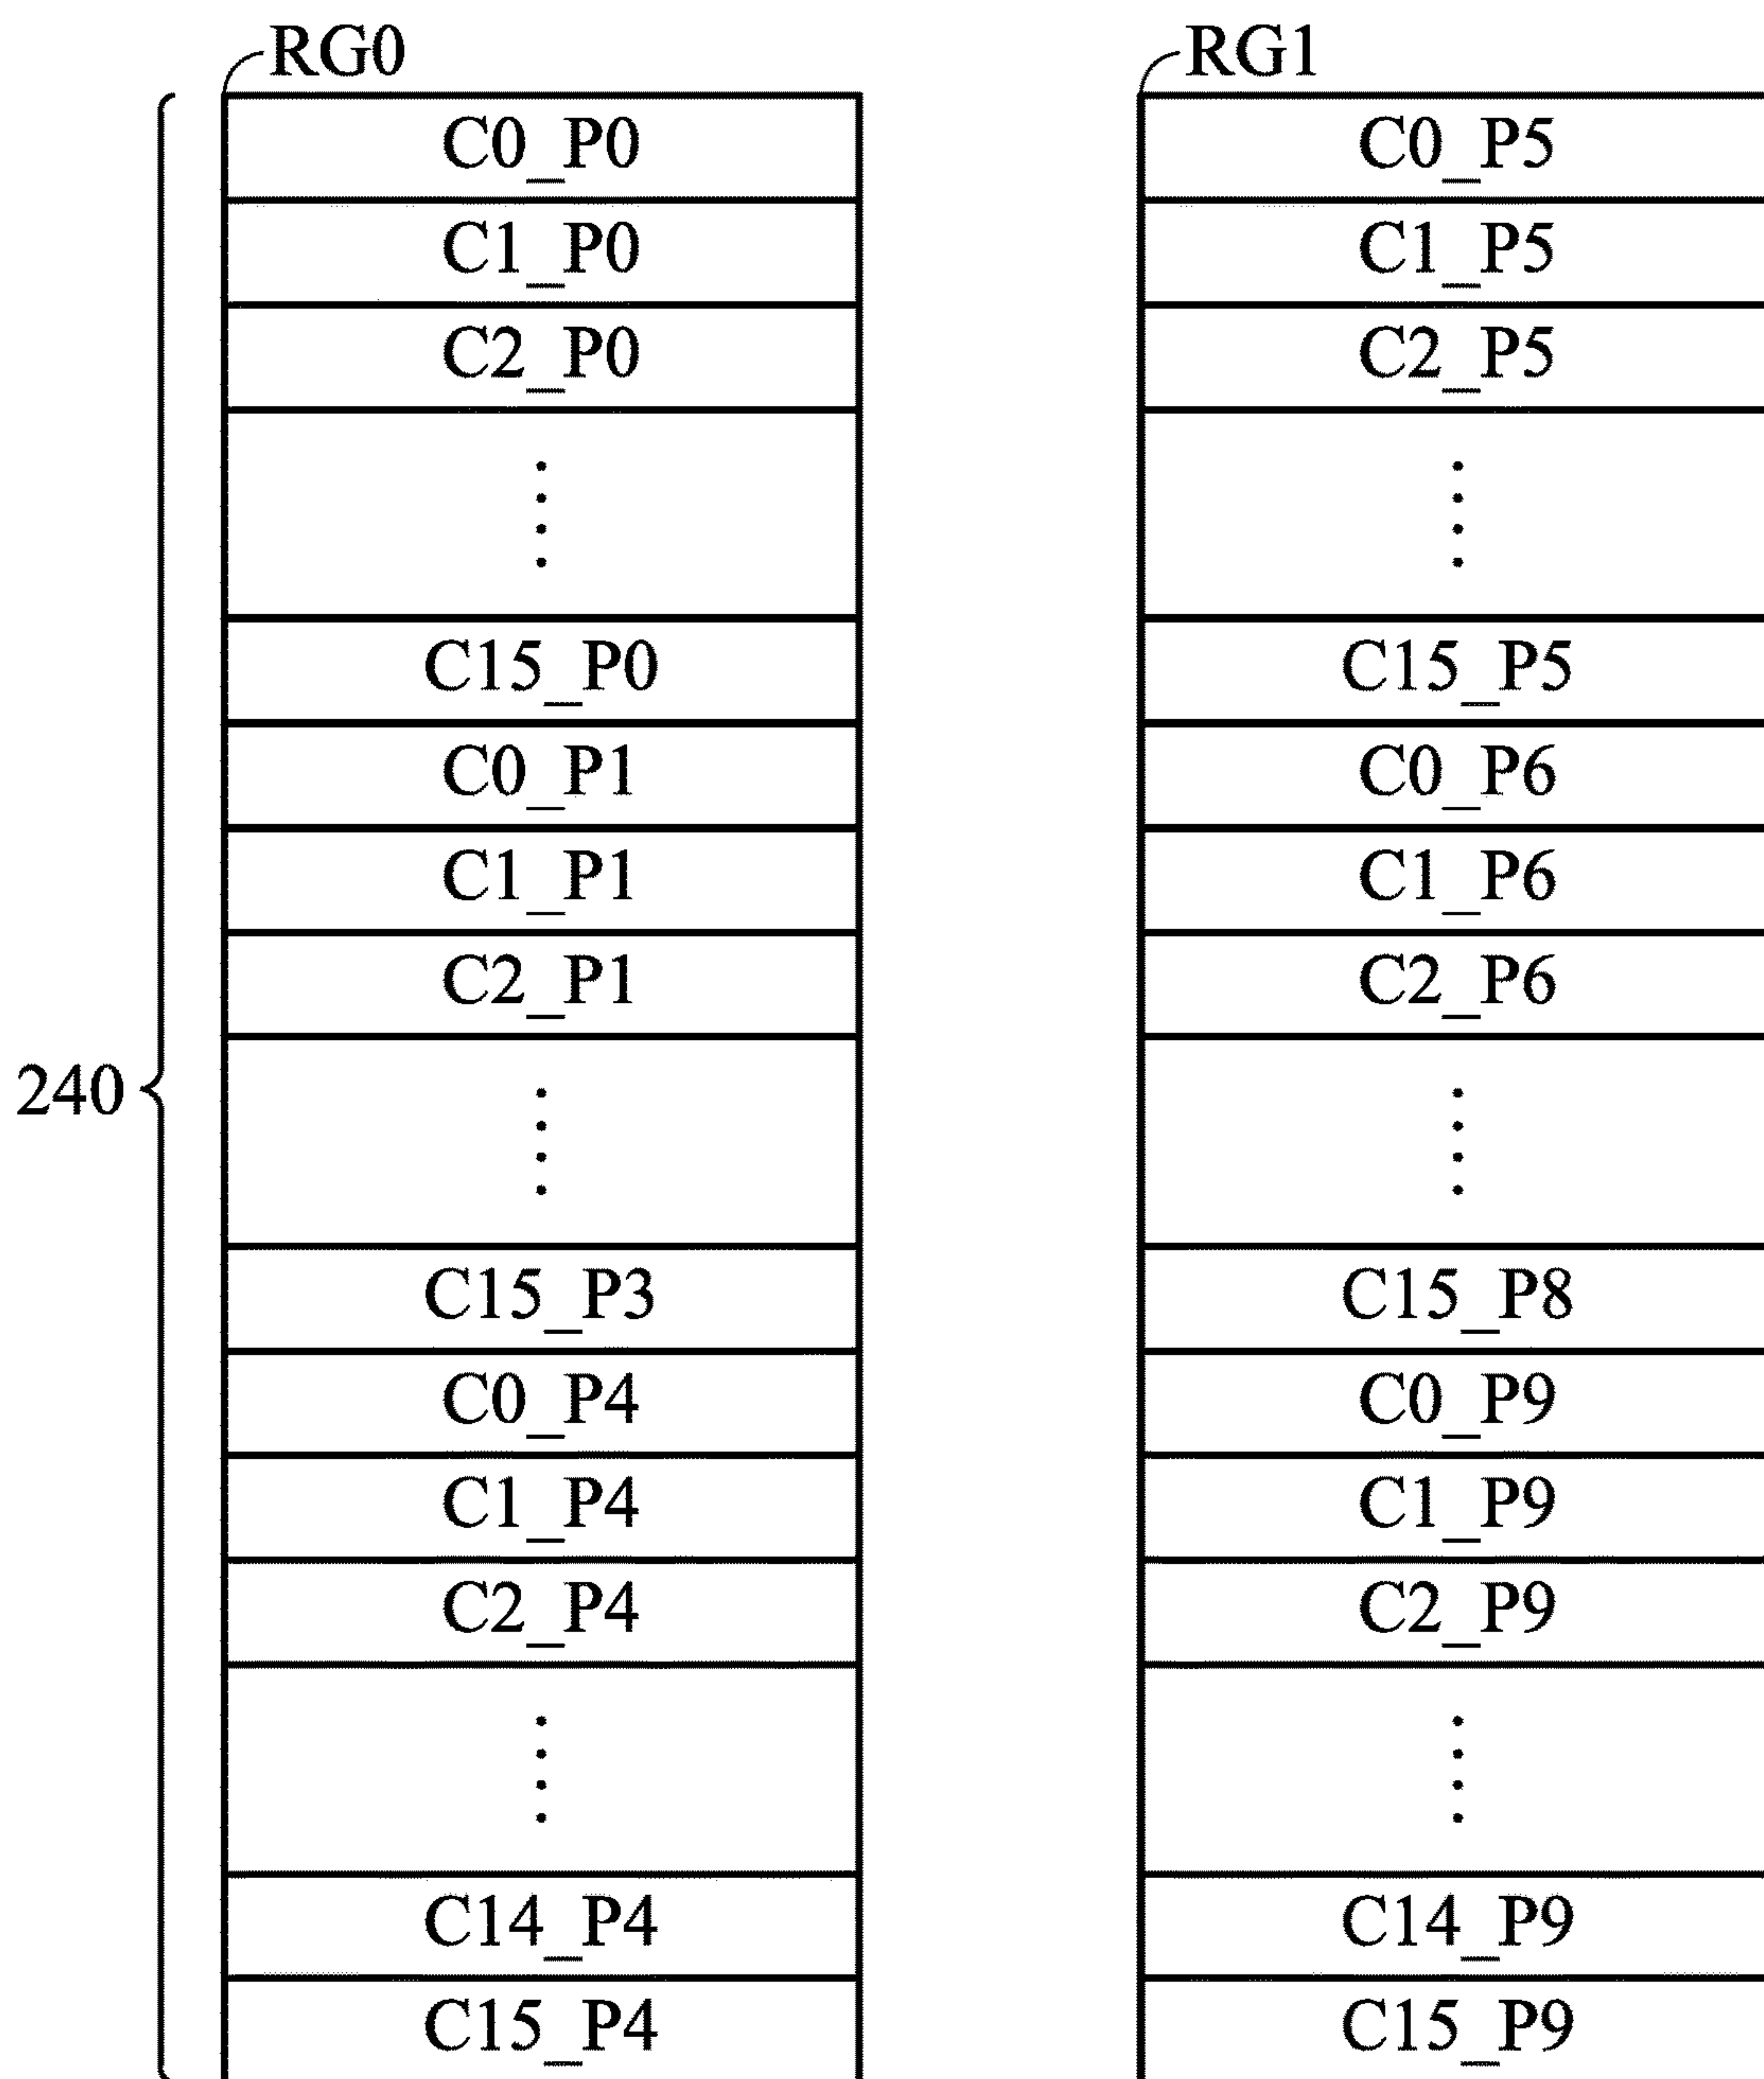 RG0
C0_P0
C1_P0
C2_P0
C15_P0
C0_P1
C1_P1
C2_P1
C15_P3
C0_P4
C1_P4
C2_P4
C14_P4
C15_P4
240
RG1
C0_P5
C1_P5
C2_P5
C15_P5
C0_P6
C1_P6
C2_P6
C15_P8
C0_P9
C1_P9
C2_P9
C14_P9
C15_P9